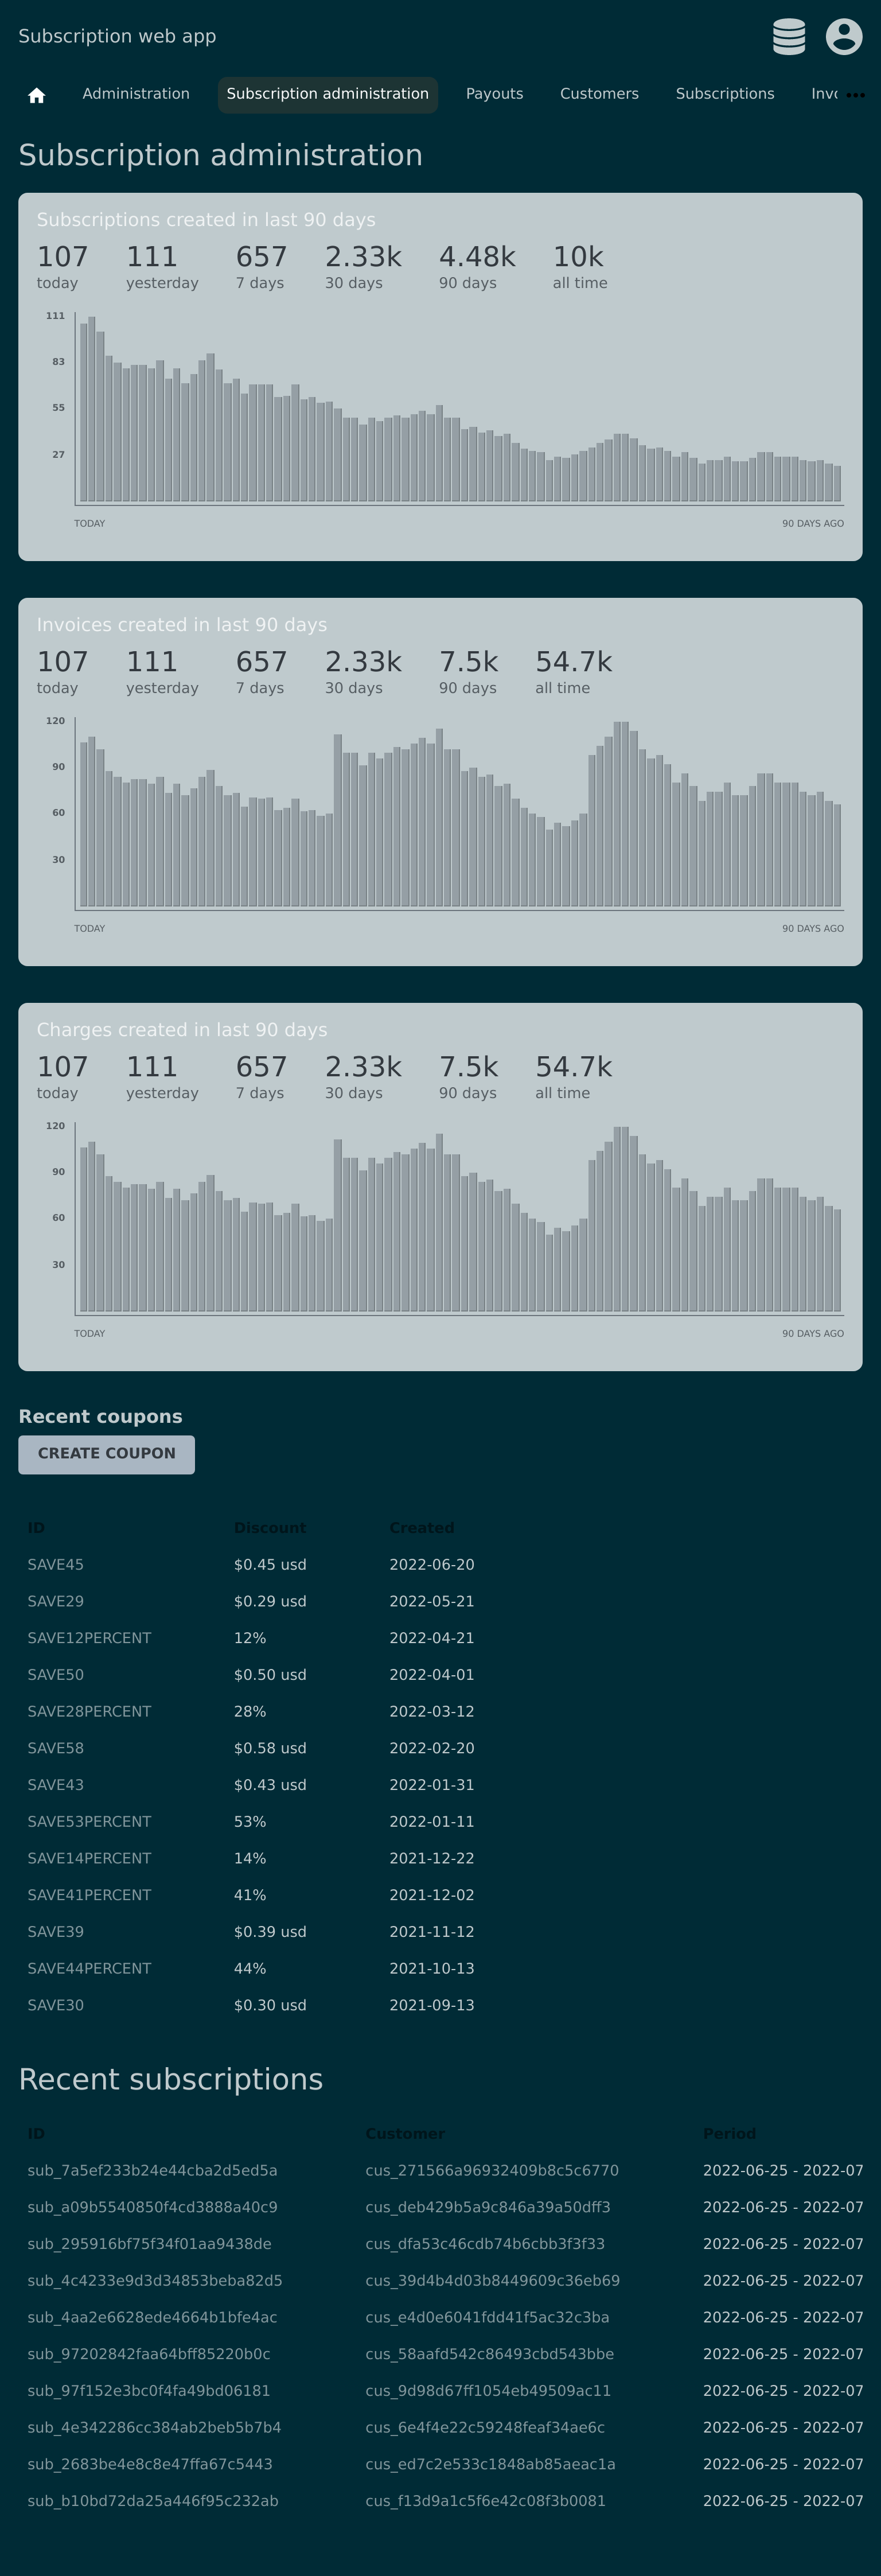 Subscription web app
Administration Subscription administration Payouts Customers Subscriptions Invo
Subscription administration
Subscriptions created in last 90 days
107 111 657 2.33k 4.48k 10k
today yesterday 7 days 30 days 90 days all time
111
83
55
27
TODAY 90 DAYS AGO
Invoices created in last 90 days
107 111 657 2.33k 7.5k 54.7k
today yesterday 7 days 30 days 90 days all time
120
90
60
30
TODAY 90 DAYS AGO
Charges created in last 90 days
107 111 657 2.33k 7.5k 54.7k
today yesterday 7 days 30 days 90 days all time
120
90
60
30
TODAY 90 DAYS AGO
Recent coupons
CREATE COUPON
ID Discount Created
SAVE45 $0.45 usd 2022-06-20
SAVE29 $0.29 usd 2022-05-21
SAVE12PERCENT 12% 2022-04-21
SAVE50 $0.50 usd 2022-04-01
SAVE28PERCENT 28% 2022-03-12
SAVE58 $0.58 usd 2022-02-20
SAVE43 $0.43 usd 2022-01-31
SAVE53PERCENT 53% 2022-01-11
SAVE14PERCENT 14% 2021-12-22
SAVE41PERCENT 41% 2021-12-02
SAVE39 $0.39 usd 2021-11-12
SAVE44PERCENT 44% 2021-10-13
SAVE30 $0.30 usd 2021-09-13
Recent subscriptions
ID Customer Period
sub_7a5ef233b24e44cba2d5ed5a cus_271566a96932409b8c5c6770 2022-06-25 - 2022-07
sub_a09b5540850f4cd3888a40c9 cus_deb429b5a9c846a39a50dff3 2022-06-25 - 2022-07
sub_295916bf75f34f01aa9438de cus_dfa53c46cdb74b6cbb3f3f33 2022-06-25 - 2022-07
sub_4c4233e9d3d34853beba82d5 cus_39d4b4d03b8449609c36eb69 2022-06-25 - 2022-07
sub_4aa2e6628ede4664b1bfe4ac cus_e4d0e6041fdd41f5ac32c3ba 2022-06-25 - 2022-07
sub_97202842faa64bff85220b0c cus_58aafd542c86493cbd543bbe 2022-06-25 - 2022-07
sub_97f152e3bc0f4fa49bd06181 cus_9d98d67ff1054eb49509ac11 2022-06-25 - 2022-07
sub_4e342286cc384ab2beb5b7b4 cus_6e4f4e22c59248feaf34ae6c 2022-06-25 - 2022-07
sub_2683be4e8c8e47ffa67c5443 cus_ed7c2e533c1848ab85aeac1a 2022-06-25 - 2022-07
sub_b10bd72da25a446f95c232ab cus_f13d9a1c5f6e42c08f3b0081 2022-06-25 - 2022-07